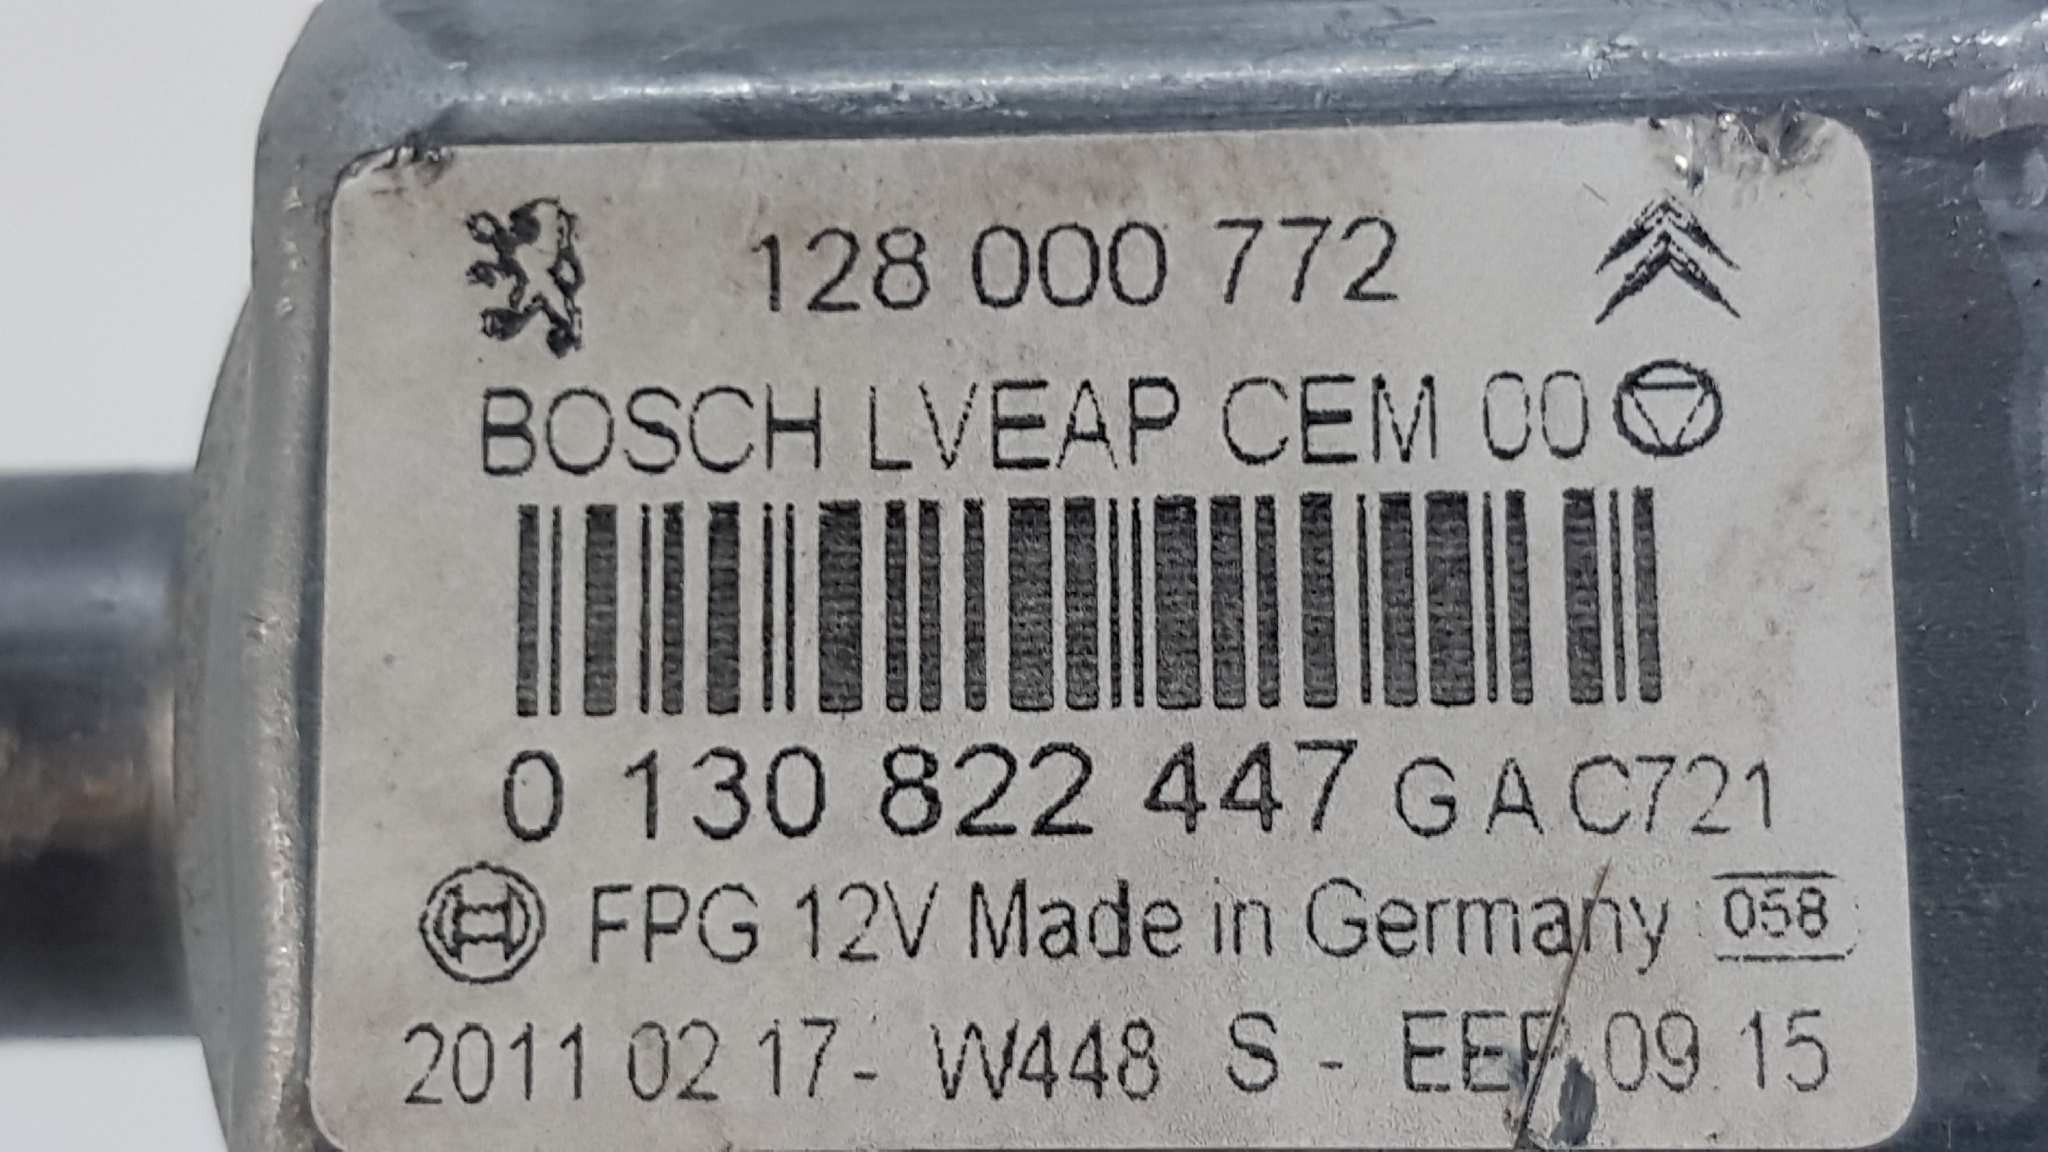 128 000 772
BOSCH LVEAP CEM 00
0 130 822 447 G A C721
FPG 12V Made in Germany 058
2011 02 17- W448 S - EEP 09 15